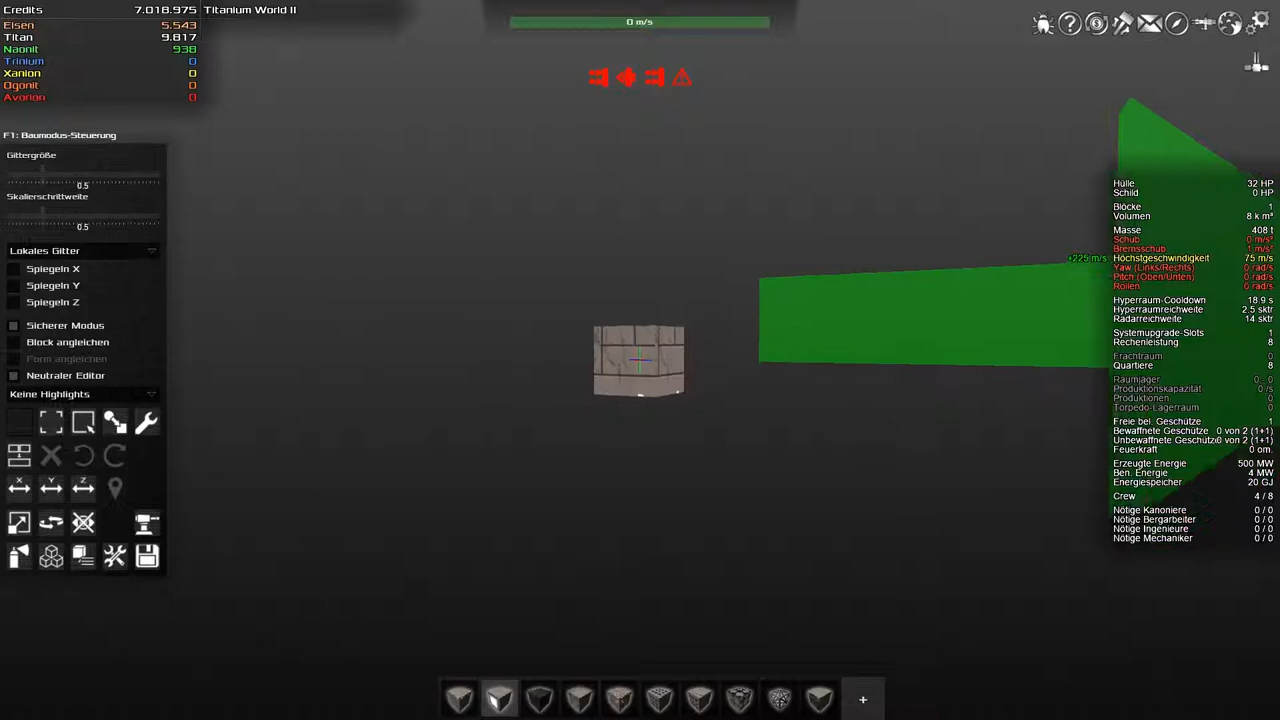 Credits 7.018.975 Titanium World II
Eisen 5.543
Titan 9.817
Naonit 938
Trinium 0
Xanion 0
Ogonit 0
Avorion 0
0 m/s
F1: Baumodus-Steuerung
Gittergröße
0.5
Skalierschrittweite
0.5
Lokales Gitter
Spiegeln X
Spiegeln Y
Spiegeln Z
Sicherer Modus
Block angleichen
Form angleichen
Neutraler Editor
Keine Highlights
X Y Z
Hülle 32 HP
Schild 0 HP
Blöcke 1
Volumen 8 k m³
Masse 408 t
Schub 0 m/s²
Bremsschub 1 m/s²
+225 m/s Höchstgeschwindigkeit 75 m/s
Yaw (Links/Rechts) 0 rad/s
Pitch (Oben/Unten) 0 rad/s
Rollen 0 rad/s
Hyperraum-Cooldown 18.9 s
Hyperraumreichweite 2.5 sktr
Radarreichweite 14 sktr
Systemupgrade-Slots 1
Rechenleistung 8
Frachtraum 0
Quartiere 8
Raumjäger 0 - 0
Produktionskapazität 0 /s
Produktionen 0
Torpedo-Lagerraum 0
Freie bel. Geschütze 1
Bewaffnete Geschütze 0 von 2 (1+1)
Unbewaffnete Geschütze 0 von 2 (1+1)
Feuerkraft 0 om.
Erzeugte Energie 500 MW
Ben. Energie 4 MW
Energiespeicher 20 GJ
Crew 4 / 8
Nötige Kanoniere 0 / 0
Nötige Bergarbeiter 0 / 0
Nötige Ingenieure 0 / 0
Nötige Mechaniker 0 / 0
+